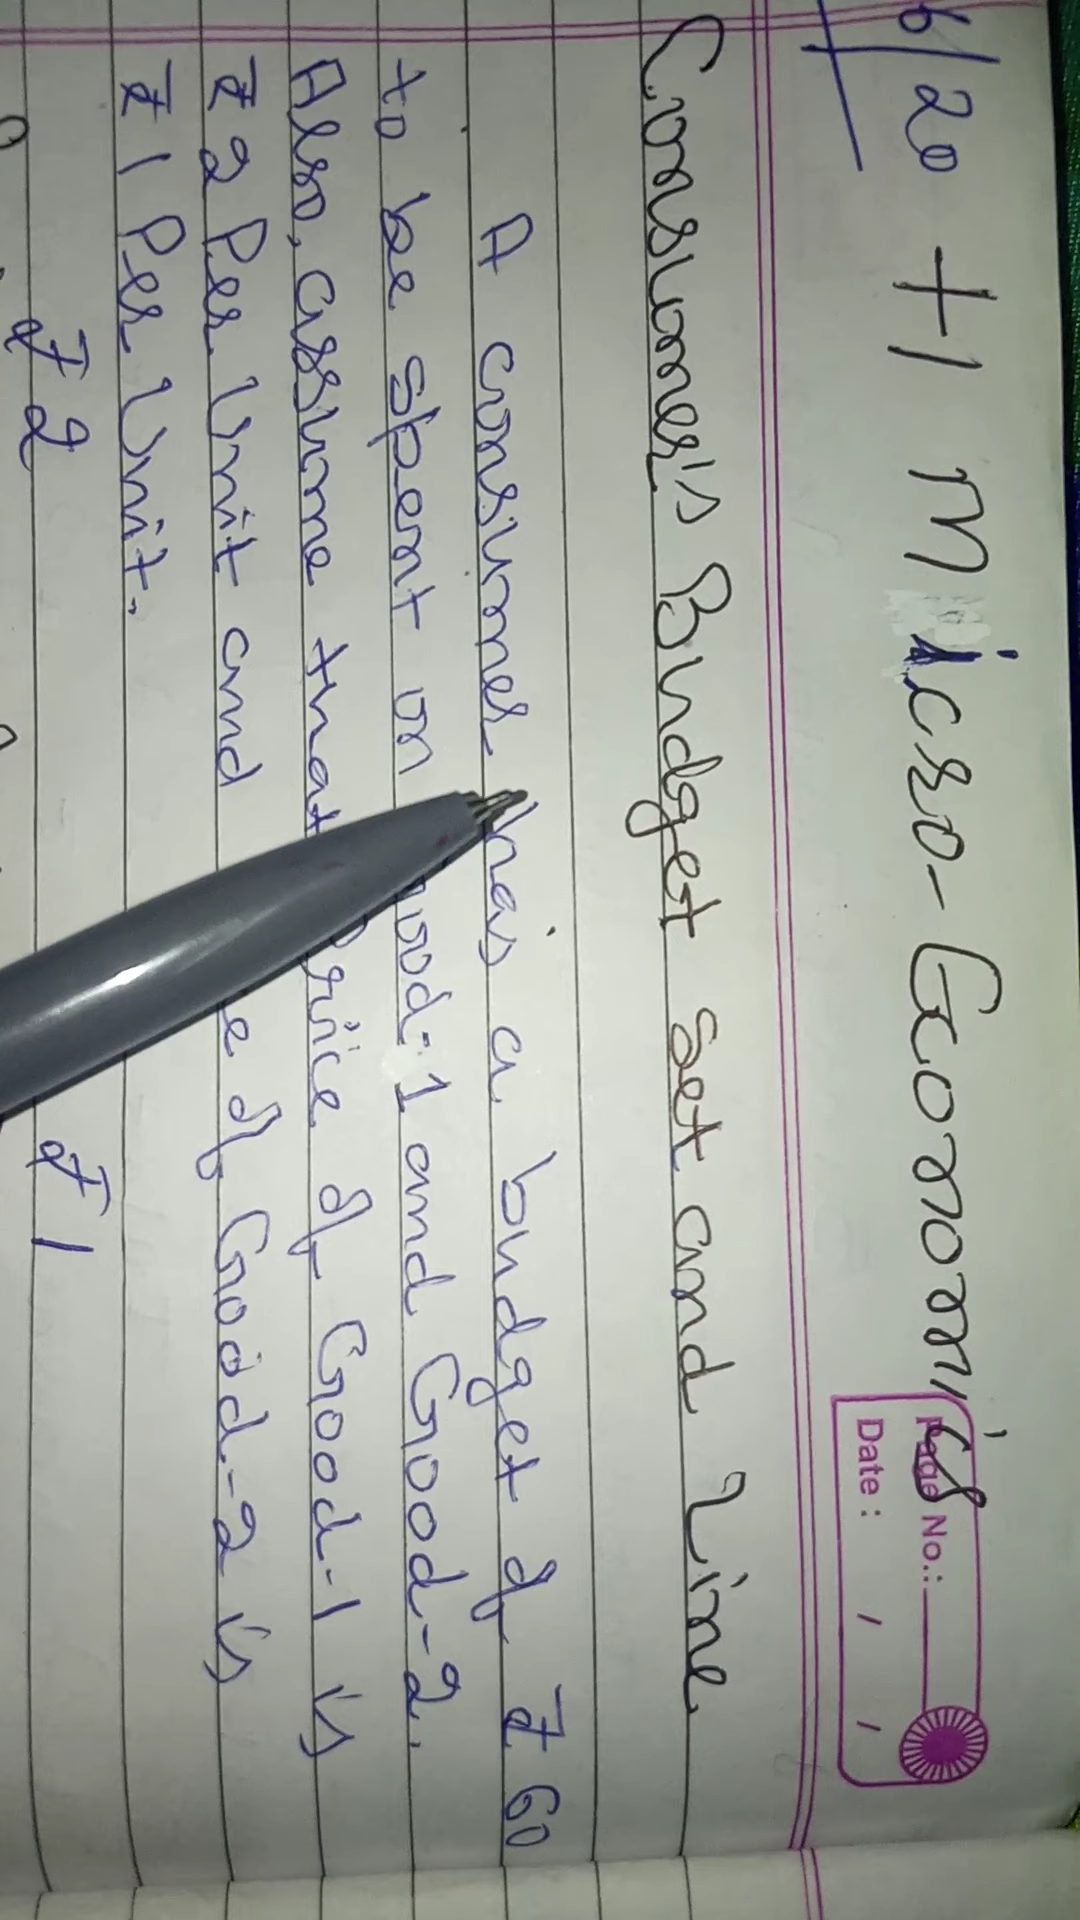 6/20 +1 Micro-Economics
Page No.:
Date : / /
Consumer's Budget set and Line
A consumer has a budget of ₹ 60
to be spent on Good-1 and Good-2.
Also, assume that Price of Good-1 is
₹ 2 Per Unit and of Good-2 is
₹ 1 Per Unit.
₹ 2 ₹ 1